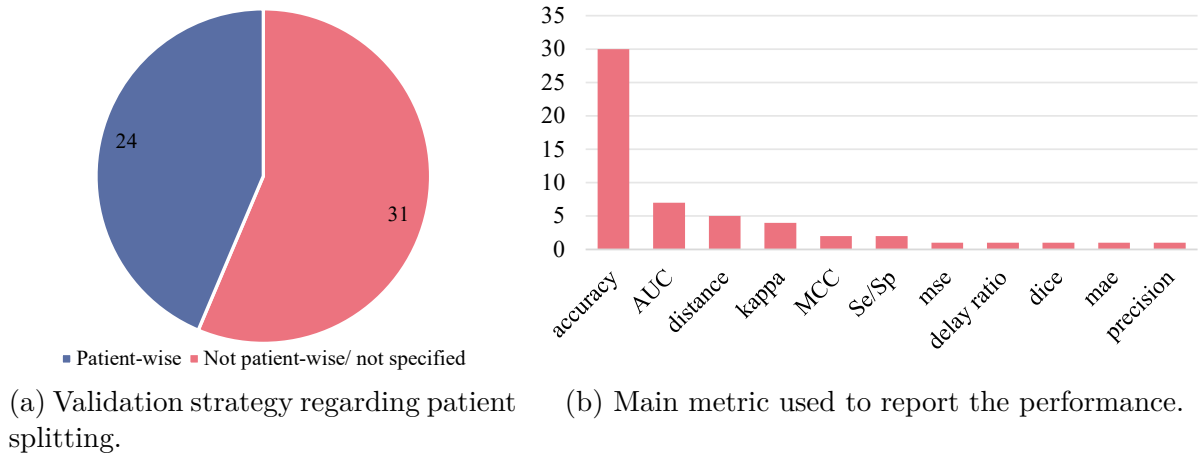 24
31
Patient-wise Not patient-wise/ not specified
(a) Validation strategy regarding patient
splitting.
35
30
25
20
15
10
5
0
accuracy
AUC
distance
kappa
MCC
Se/Sp
mse
delay ratio
dice
mae
precision
(b) Main metric used to report the performance.